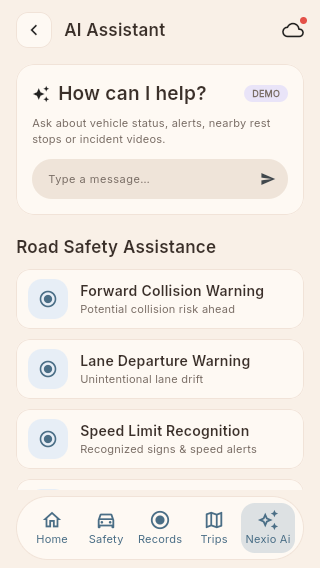 AI Assistant
How can I help?
DEMO
Ask about vehicle status, alerts, nearby rest
stops or incident videos.
Type a message...
Road Safety Assistance
Forward Collision Warning
Potential collision risk ahead
Lane Departure Warning
Unintentional lane drift
Speed Limit Recognition
Recognized signs & speed alerts
Home
Safety
Records
Trips
Nexio Ai